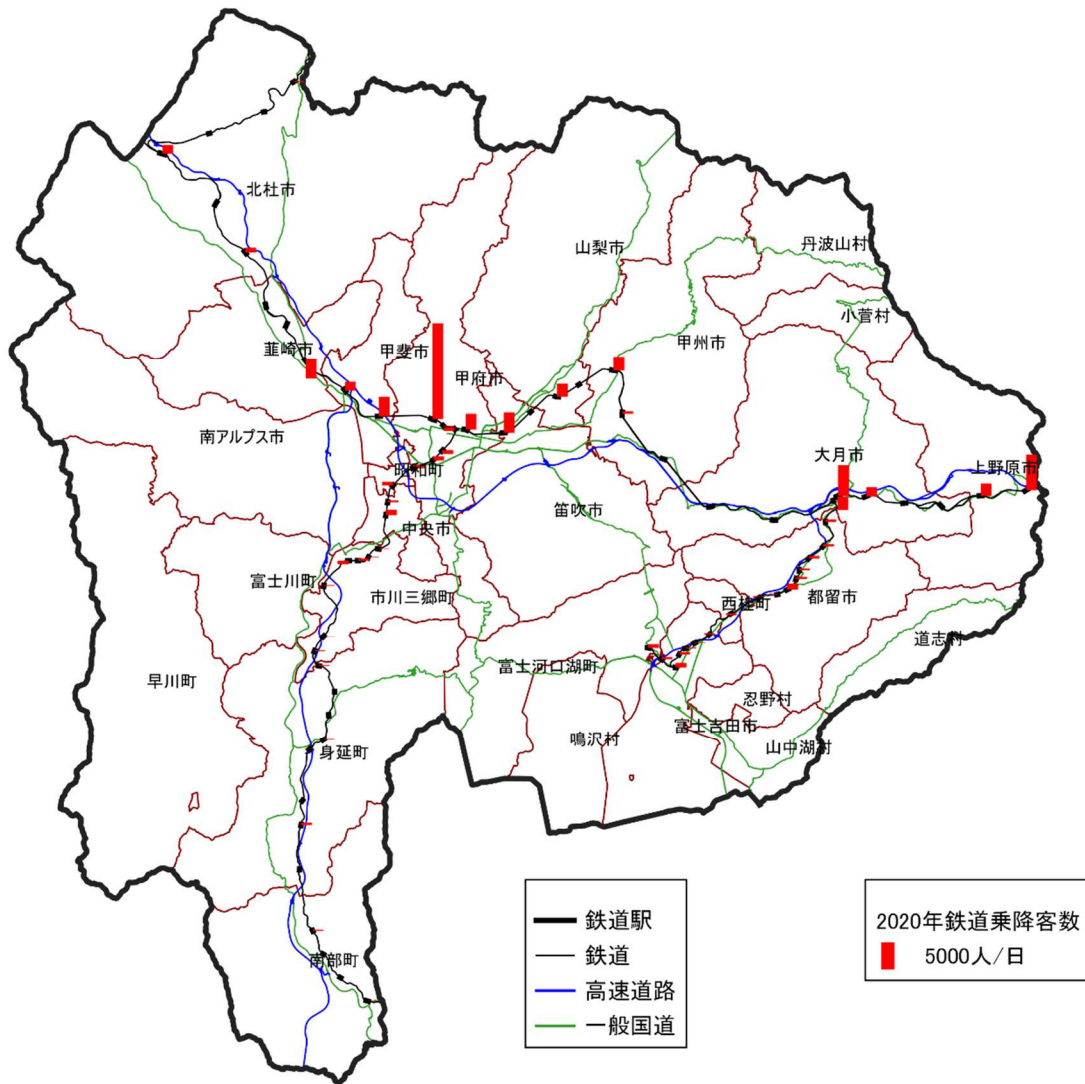 北杜市
山梨市
丹波山村
小菅村
韮崎市
甲斐市
甲府市
甲州市
南アルプス市
大月市
上野原市
昭和町
笛吹市
中央市
富士川町
市川三郷町
西桂町
都留市
道志村
早川町
富士河口湖町
忍野村
鳴沢村
富士吉田市
山中湖村
身延町
南部町
鉄道駅
鉄道
高速道路
一般国道
2020年鉄道乗降客数
5000人/日